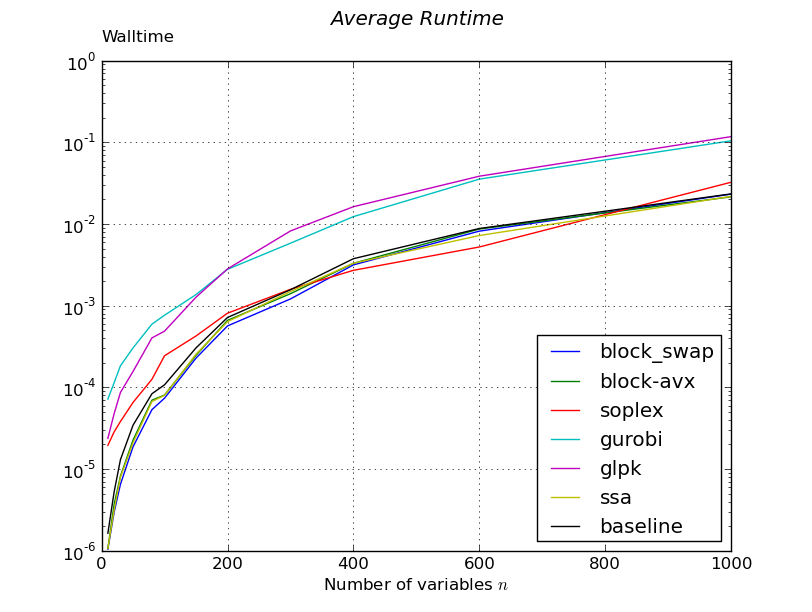 Average Runtime
Walltime
10^0
10^-1
10^-2
10^-3
10^-4
10^-5
10^-6
block_swap
block-avx
soplex
gurobi
glpk
ssa
baseline
0 200 400 600 800 1000
Number of variables n